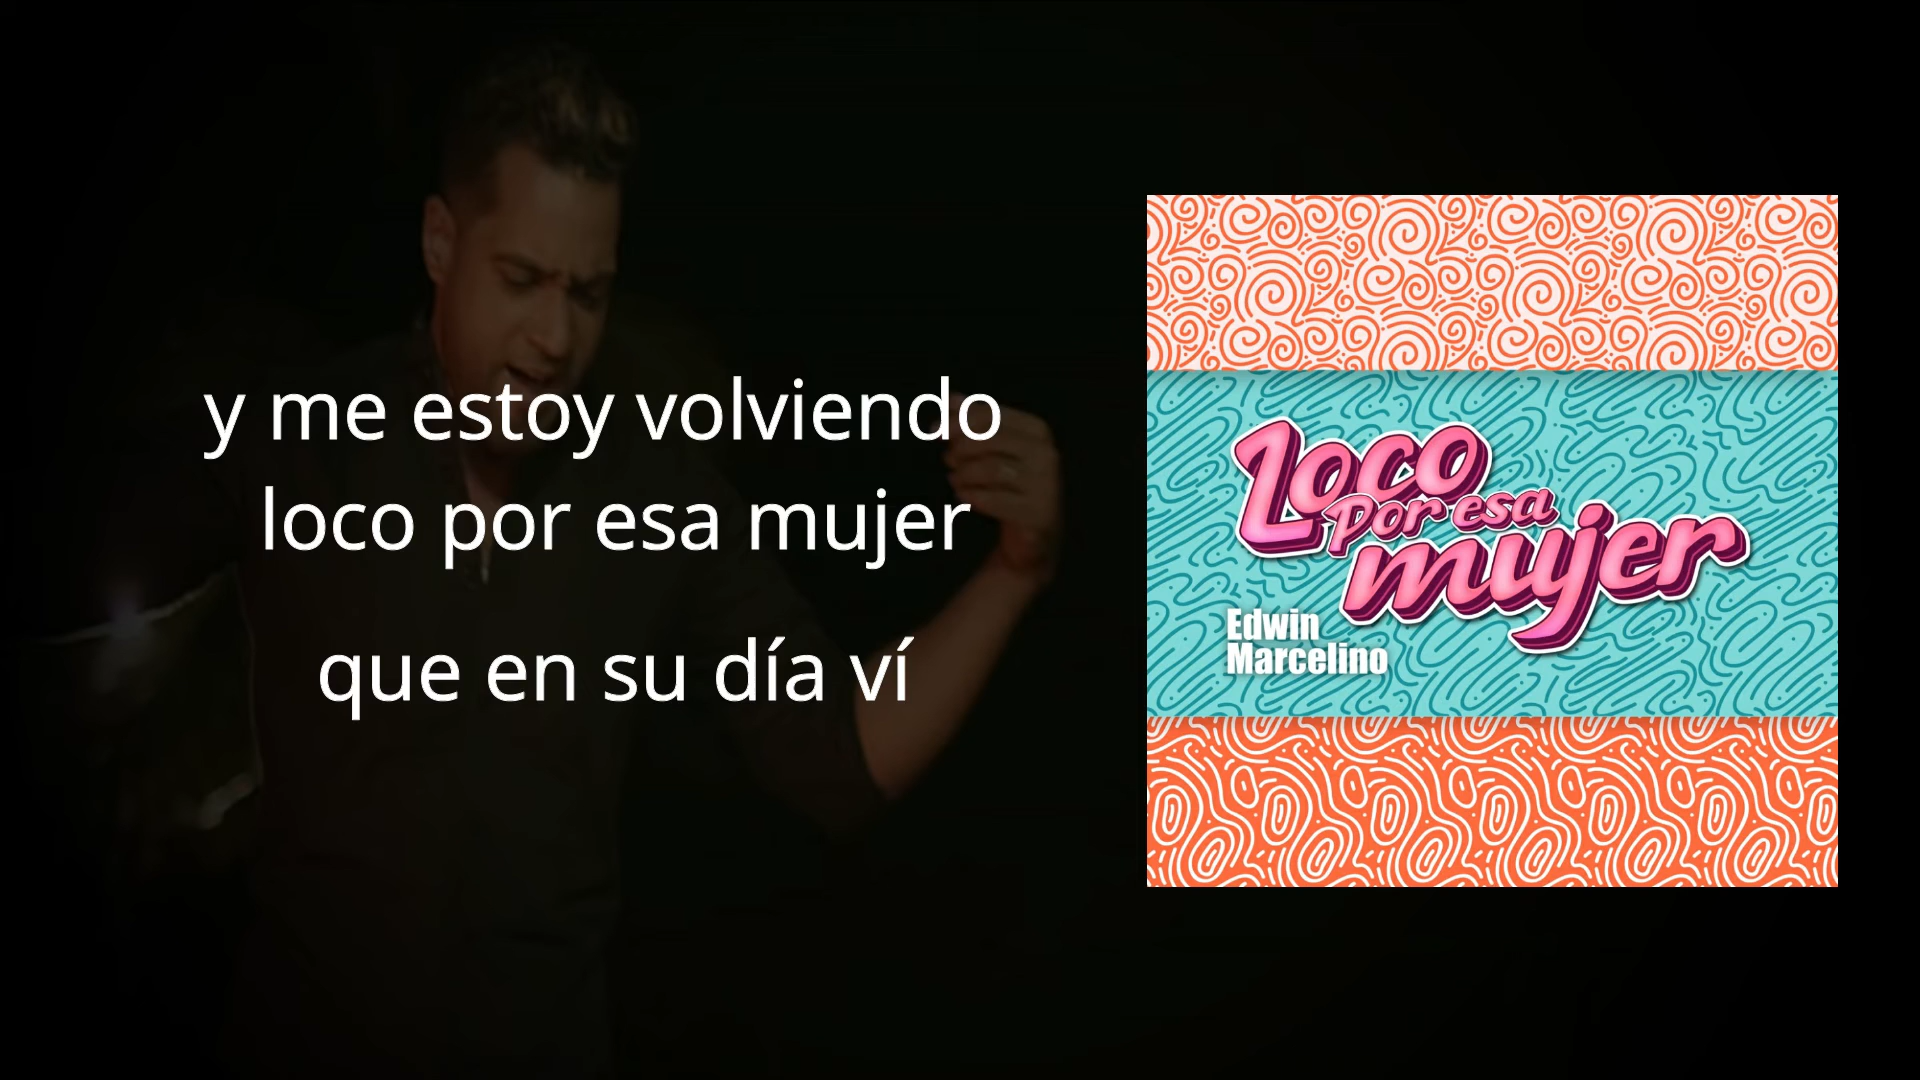 y me estoy volviendo
loco por esa mujer
que en su día ví
Loco
Por esa
mujer
Edwin
Marcelino